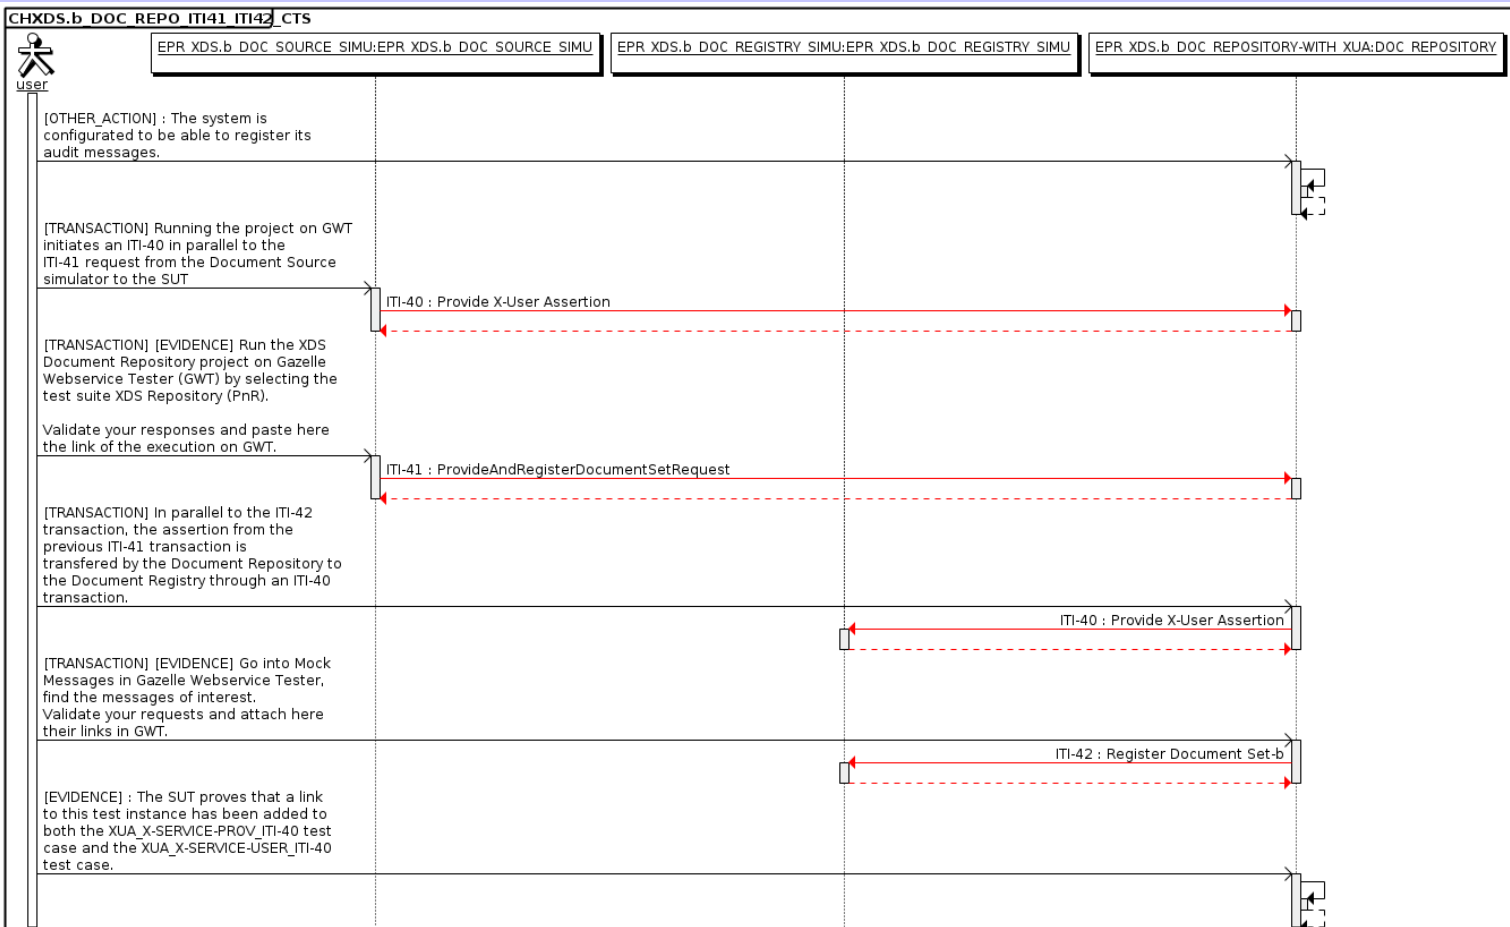 CHXDS.b_DOC_REPO_ITI41_ITI42_CTS
EPR_XDS.b_DOC_SOURCE_SIMU:EPR_XDS.b_DOC_SOURCE_SIMU
EPR_XDS.b_DOC_REGISTRY_SIMU:EPR_XDS.b_DOC_REGISTRY_SIMU
EPR_XDS.b_DOC_REPOSITORY-WITH_XUA:DOC_REPOSITORY
user
[OTHER_ACTION] : The system is
configurated to be able to register its
audit messages.
[TRANSACTION] Running the project on GWT
initiates an ITI-40 in parallel to the
ITI-41 request from the Document Source
simulator to the SUT
ITI-40 : Provide X-User Assertion
[TRANSACTION] [EVIDENCE] Run the XDS
Document Repository project on Gazelle
Webservice Tester (GWT) by selecting the
test suite XDS Repository (PnR).
Validate your responses and paste here
the link of the execution on GWT.
ITI-41 : ProvideAndRegisterDocumentSetRequest
[TRANSACTION] In parallel to the ITI-42
transaction, the assertion from the
previous ITI-41 transaction is
transfered by the Document Repository to
the Document Registry through an ITI-40
transaction.
ITI-40 : Provide X-User Assertion
[TRANSACTION] [EVIDENCE] Go into Mock
Messages in Gazelle Webservice Tester,
find the messages of interest.
Validate your requests and attach here
their links in GWT.
ITI-42 : Register Document Set-b
[EVIDENCE] : The SUT proves that a link
to this test instance has been added to
both the XUA_X-SERVICE-PROV_ITI-40 test
case and the XUA_X-SERVICE-USER_ITI-40
test case.